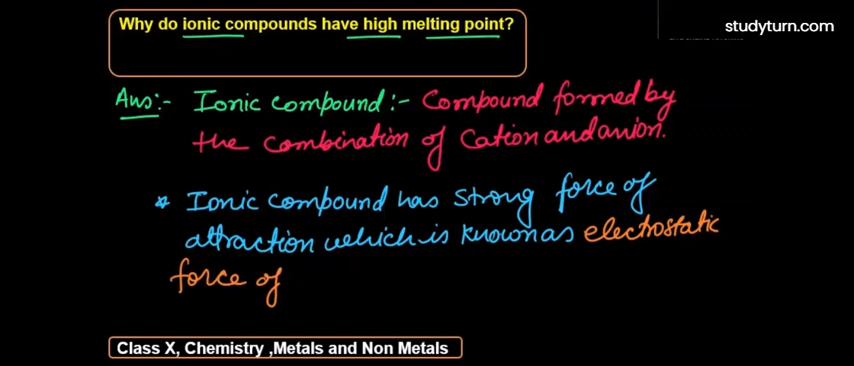 Why do ionic compounds have high melting point?
studyturn.com
Ans:- Ionic compound:- Compound formed by
the combination of Cation and anion.
* Ionic compound has strong force of
attraction which is known as electrostatic
force of
Class X, Chemistry ,Metals and Non Metals